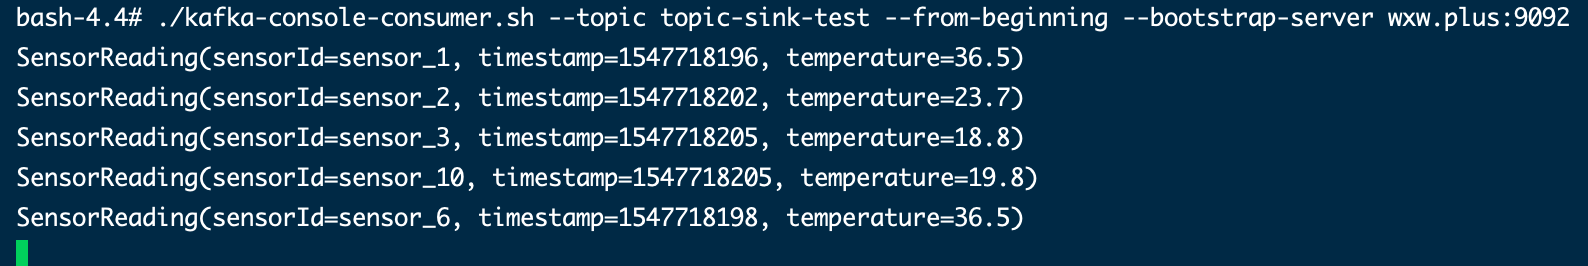 bash-4.4# ./kafka-console-consumer.sh --topic topic-sink-test --from-beginning --bootstrap-server wxw.plus:9092
SensorReading(sensorId=sensor_1, timestamp=1547718196, temperature=36.5)
SensorReading(sensorId=sensor_2, timestamp=1547718202, temperature=23.7)
SensorReading(sensorId=sensor_3, timestamp=1547718205, temperature=18.8)
SensorReading(sensorId=sensor_10, timestamp=1547718205, temperature=19.8)
SensorReading(sensorId=sensor_6, timestamp=1547718198, temperature=36.5)